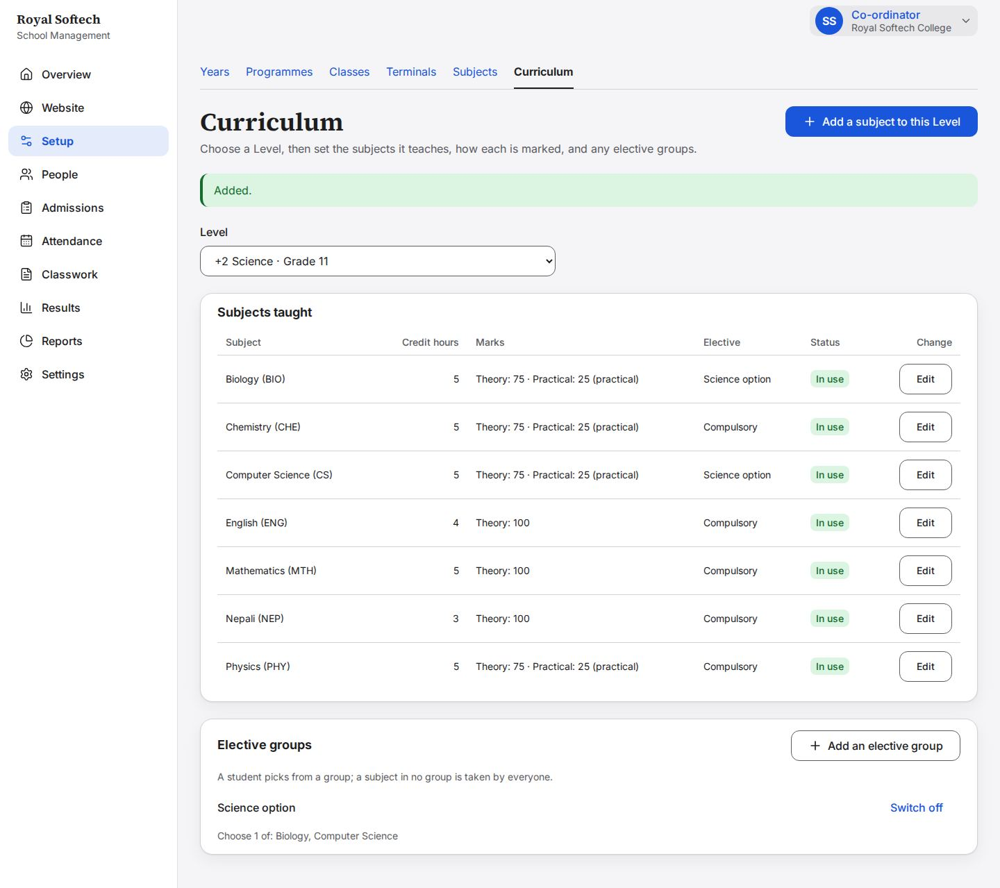 Royal Softech
School Management
Overview
Website
Setup
People
Admissions
Attendance
Classwork
Results
Reports
Settings
SS
Co-ordinator
Royal Softech College
Years Programmes Classes Terminals Subjects Curriculum
Curriculum
Add a subject to this Level
Choose a Level, then set the subjects it teaches, how each is marked, and any elective groups.
Added.
Level
+2 Science · Grade 11
Subjects taught
Subject Credit hours Marks Elective Status Change
Biology (BIO) 5 Theory: 75 · Practical: 25 (practical) Science option In use Edit
Chemistry (CHE) 5 Theory: 75 · Practical: 25 (practical) Compulsory In use Edit
Computer Science (CS) 5 Theory: 75 · Practical: 25 (practical) Science option In use Edit
English (ENG) 4 Theory: 100 Compulsory In use Edit
Mathematics (MTH) 5 Theory: 100 Compulsory In use Edit
Nepali (NEP) 3 Theory: 100 Compulsory In use Edit
Physics (PHY) 5 Theory: 75 · Practical: 25 (practical) Compulsory In use Edit
Elective groups
Add an elective group
A student picks from a group; a subject in no group is taken by everyone.
Science option
Switch off
Choose 1 of: Biology, Computer Science